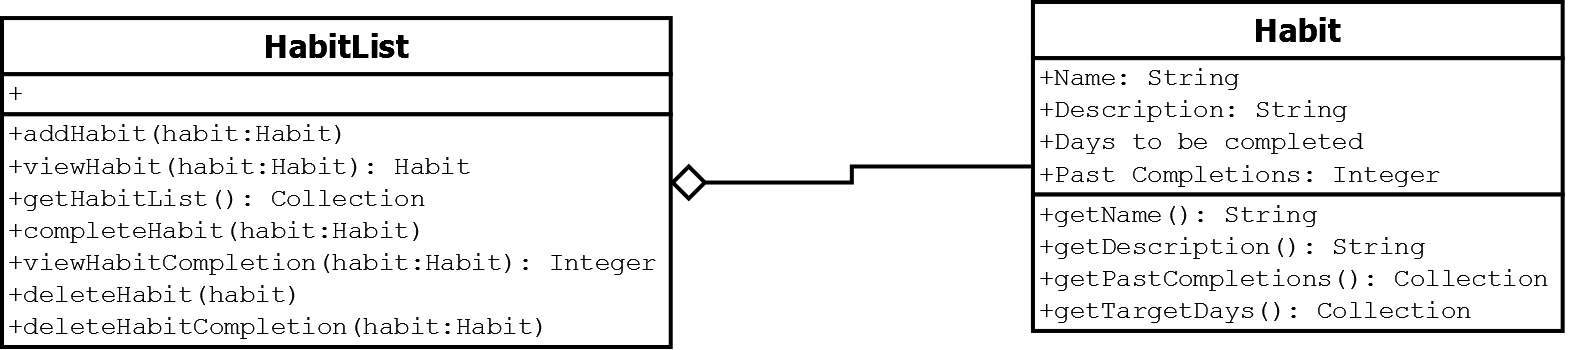 HabitList
+
+addHabit(habit:Habit)
+viewHabit(habit:Habit): Habit
+getHabitList(): Collection
+completeHabit(habit:Habit)
+viewHabitCompletion(habit:Habit): Integer
+deleteHabit(habit)
+deleteHabitCompletion(habit:Habit)
Habit
+Name: String
+Description: String
+Days to be completed
+Past Completions: Integer
+getName(): String
+getDescription(): String
+getPastCompletions(): Collection
+getTargetDays(): Collection